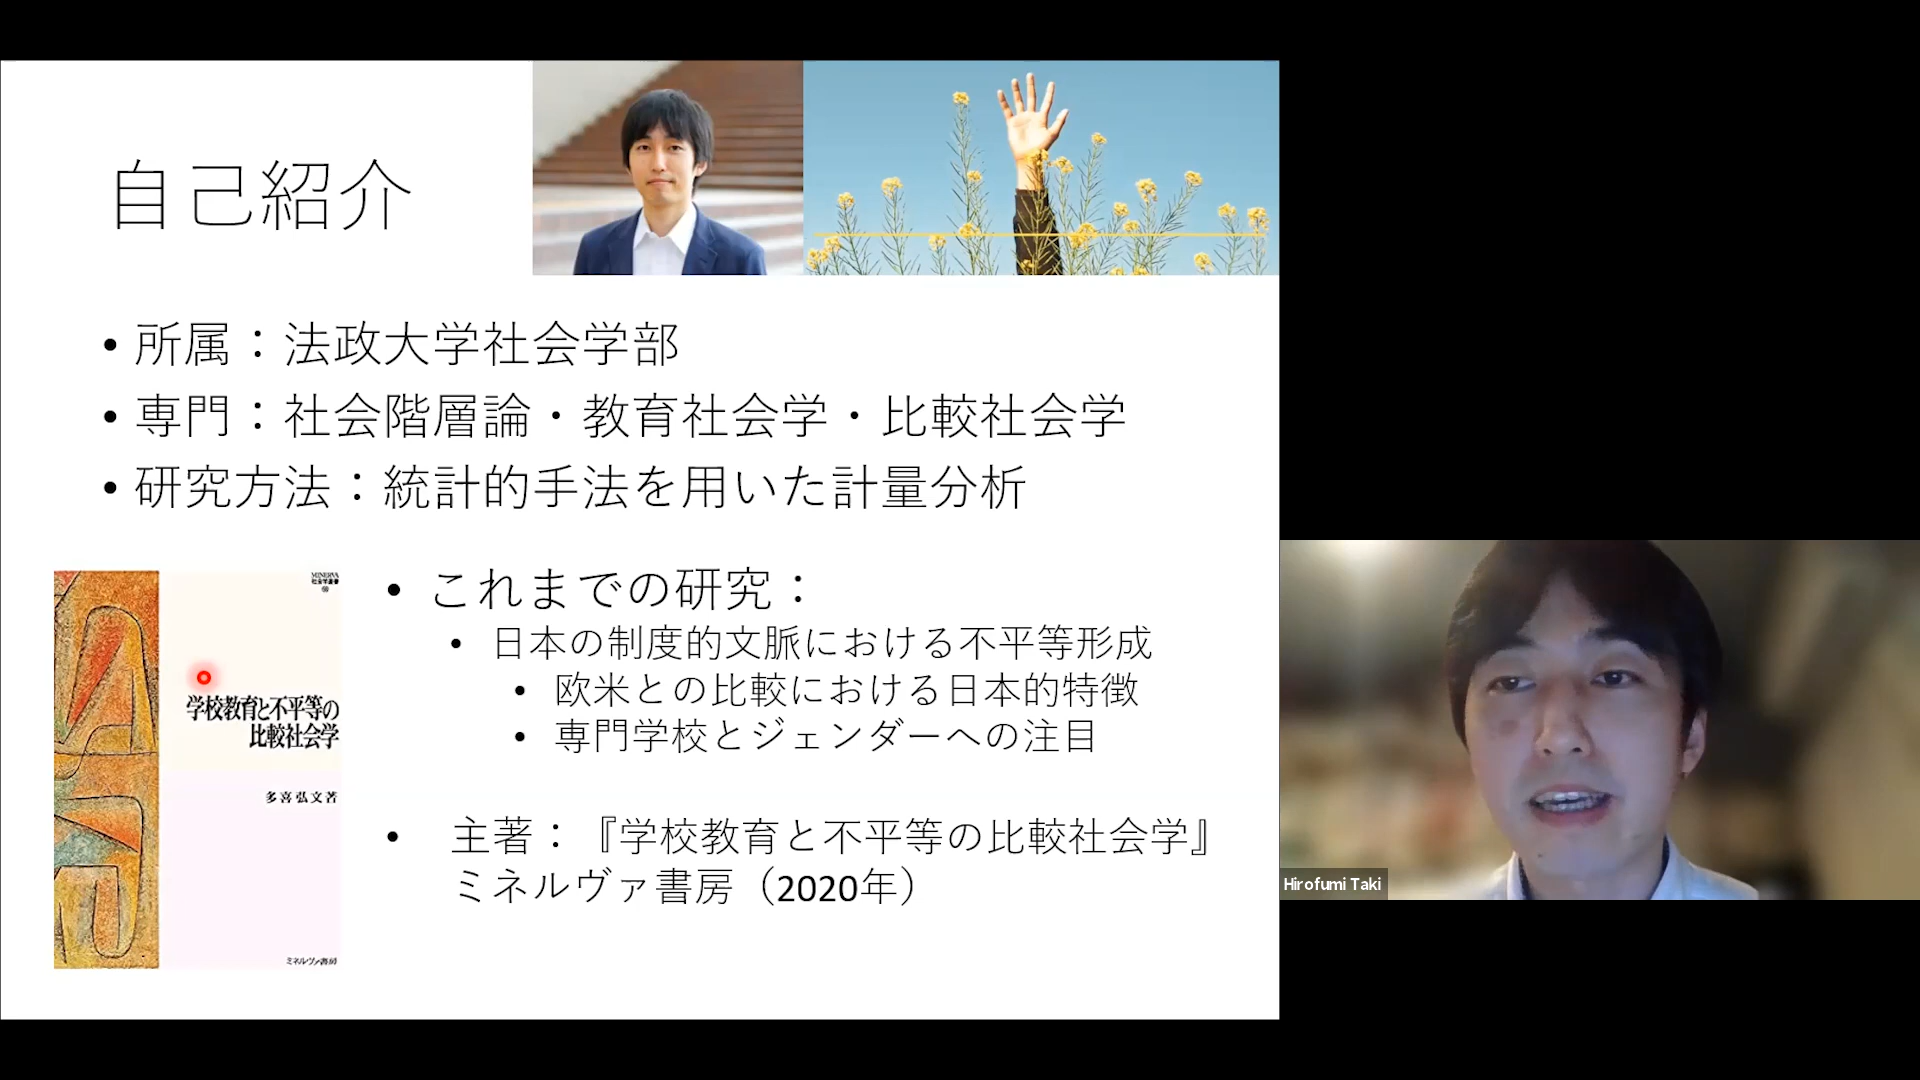 自己紹介
• 所属：法政大学社会学部
• 専門：社会階層論・教育社会学・比較社会学
• 研究方法：統計的手法を用いた計量分析
• これまでの研究：
• 日本の制度的文脈における不平等形成
• 欧米との比較における日本的特徴
• 専門学校とジェンダーへの注目
• 主著：『学校教育と不平等の比較社会学』
ミネルヴァ書房（2020年）
MINERVA
社会学叢書
学校教育と不平等の
比較社会学
多喜弘文著
ミネルヴァ書房
Hirofumi Taki